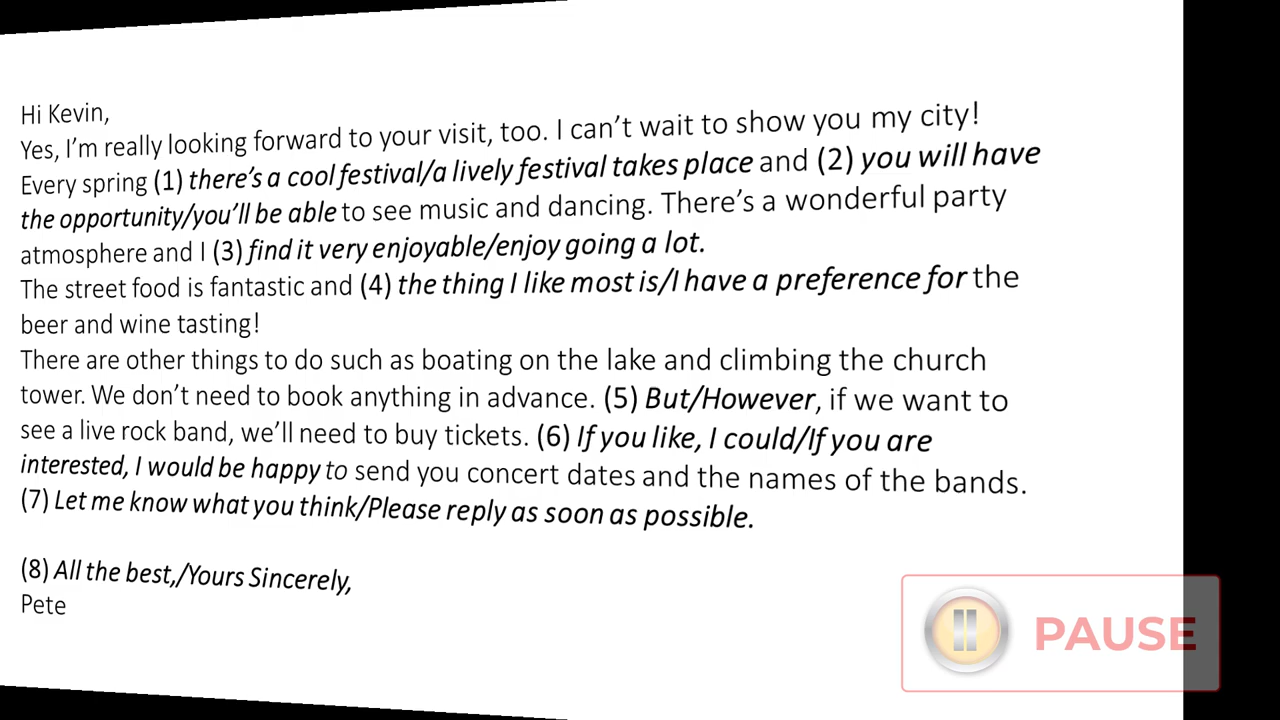 Hi Kevin,
Yes, I'm really looking forward to your visit, too. I can't wait to show you my city!
Every spring (1) there's a cool festival/a lively festival takes place and (2) you will have
the opportunity/you'll be able to see music and dancing. There's a wonderful party
atmosphere and I (3) find it very enjoyable/enjoy going a lot.
The street food is fantastic and (4) the thing I like most is/I have a preference for the
beer and wine tasting!
There are other things to do such as boating on the lake and climbing the church
tower. We don't need to book anything in advance. (5) But/However, if we want to
see a live rock band, we'll need to buy tickets. (6) If you like, I could/If you are
interested, I would be happy to send you concert dates and the names of the bands.
(7) Let me know what you think/Please reply as soon as possible.
(8) All the best,/Yours Sincerely,
Pete
PAUSE